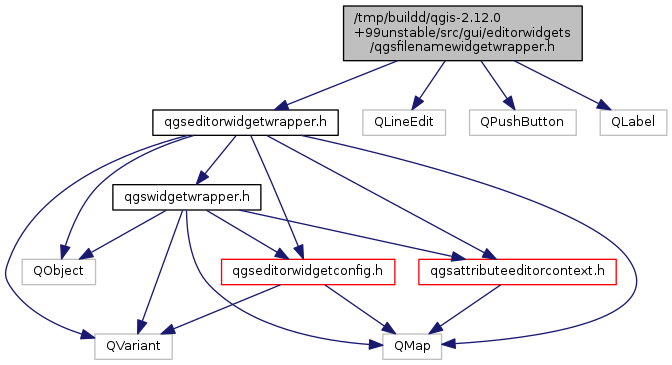 /tmp/buildd/qgis-2.12.0
+99unstable/src/gui/editorwidgets
/qgsfilenamewidgetwrapper.h
qgseditorwidgetwrapper.h
QLineEdit
QPushButton
QLabel
qgswidgetwrapper.h
QObject
qgseditorwidgetconfig.h
qgsattributeeditorcontext.h
QVariant
QMap